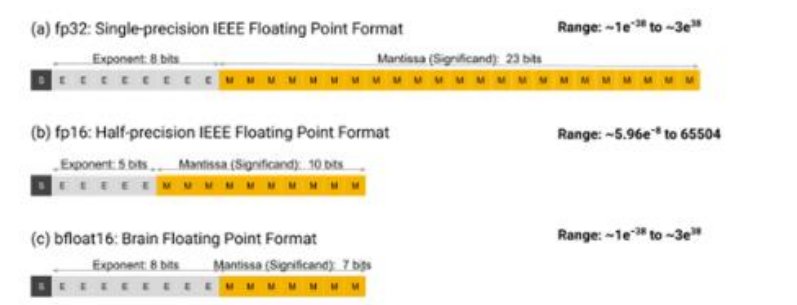 (a) fp32: Single-precision IEEE Floating Point Format
Range: ~1e⁻³⁸ to ~3e³⁸
Exponent: 8 bits
Mantissa (Significand): 23 bits
S E E E E E E E E M M M M M M M M M M M M M M M M M M M M M M M
(b) fp16: Half-precision IEEE Floating Point Format
Range: ~5.96e⁻⁸ to 65504
Exponent: 5 bits
Mantissa (Significand): 10 bits
S E E E E E M M M M M M M M M M
(c) bfloat16: Brain Floating Point Format
Range: ~1e⁻³⁸ to ~3e³⁸
Exponent: 8 bits
Mantissa (Significand): 7 bits
S E E E E E E E E M M M M M M M